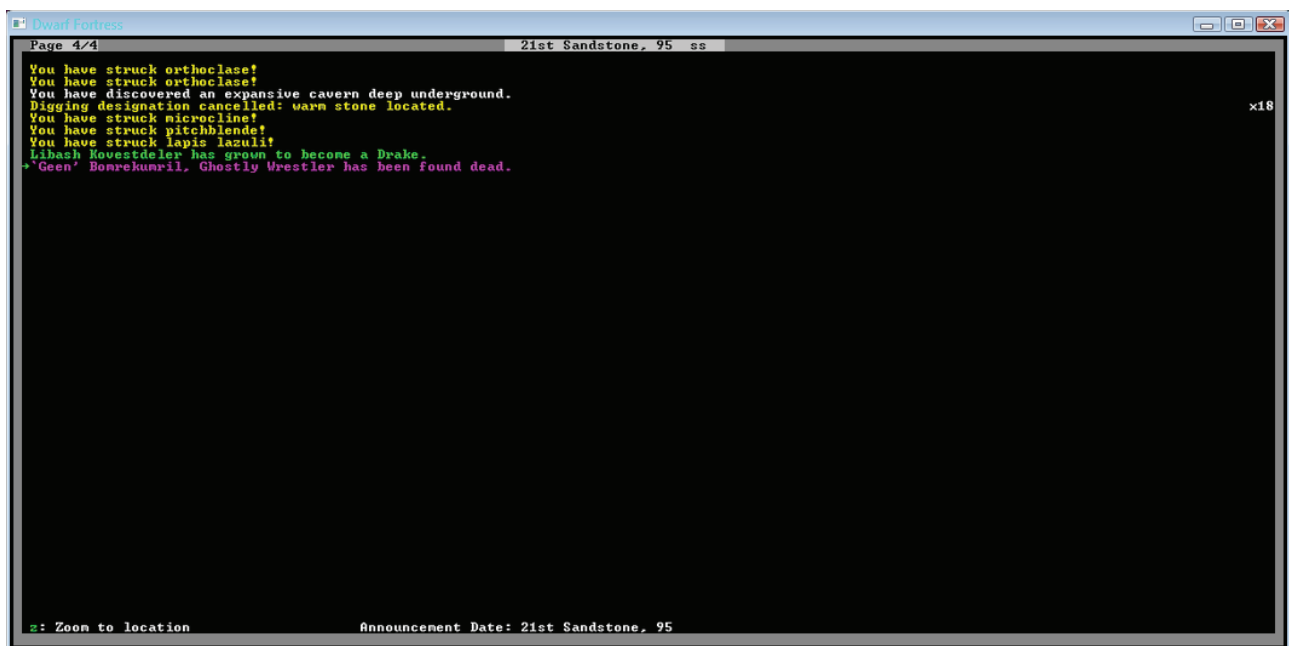 Dwarf Fortress
Page 4/4 21st Sandstone, 95 ss
You have struck orthoclase!
You have struck orthoclase!
You have discovered an expansive cavern deep underground.
Digging designation cancelled: warm stone located. x18
You have struck microcline!
You have struck pitchblende!
You have struck lapis lazuli!
Libash Kovestdeler has grown to become a Drake.
→`Geen' Bomrekumril, Ghostly Wrestler has been found dead.
z: Zoom to location Announcement Date: 21st Sandstone, 95